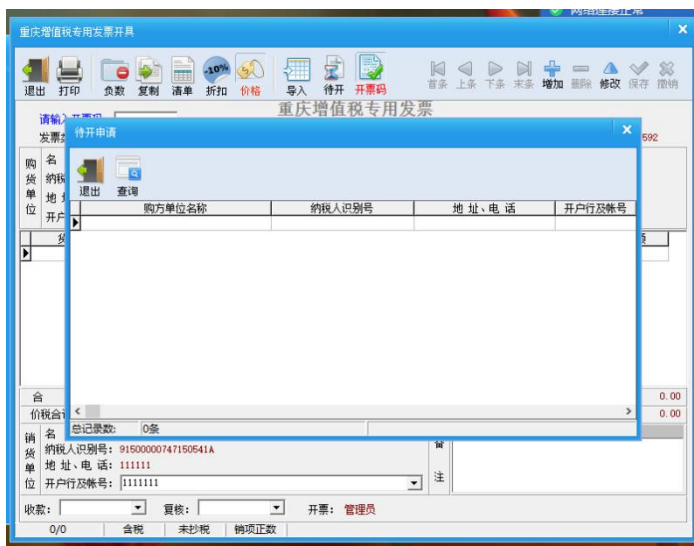 网络连接正常
重庆增值税专用发票开具
退出 打印 负数 复制 清单 折扣 价格 导入 待开 开票码 首条 上条 下条 末条 增加 删除 修改 保存 撤销
-10%
重庆增值税专用发票
请输入开票码
发票 592
待开申请
退出 查询
购货单位
名
纳税
地
开户
购方单位名称 纳税人识别号 地 址、电 话 开户行及帐号
合 0.00
价税合计 0.00
总记录数: 0条
销货单位
名
纳税人识别号: 91500000747150541A
地 址、电 话: 111111
开户行及帐号: 1111111
备注
收款: 复核: 开票: 管理员
0/0 含税 未抄税 销项正数